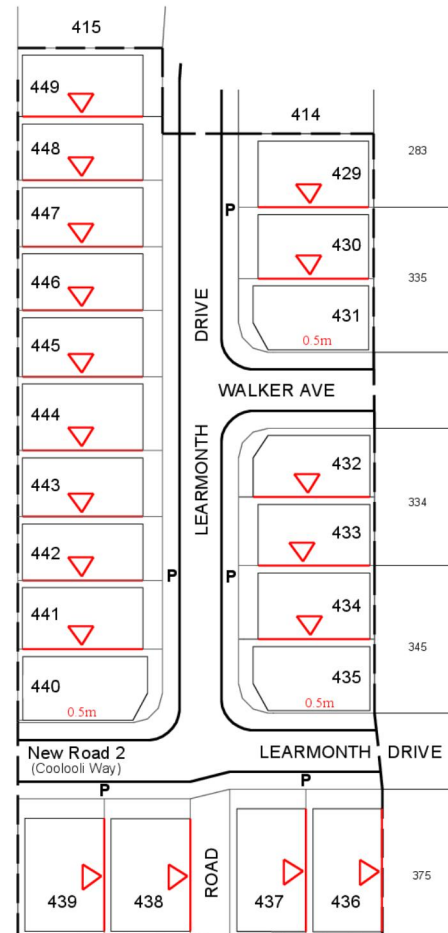 415
449
414
283
429
448
P
447
430
335
446
DRIVE
431
0.5m
445
WALKER AVE
444
LEARMONTH
432
443
334
433
442
P
P
434
441
345
440
435
0.5m
0.5m
New Road 2
LEARMONTH DRIVE
(Coolooli Way)
P
P
ROAD
375
439
438
437
436